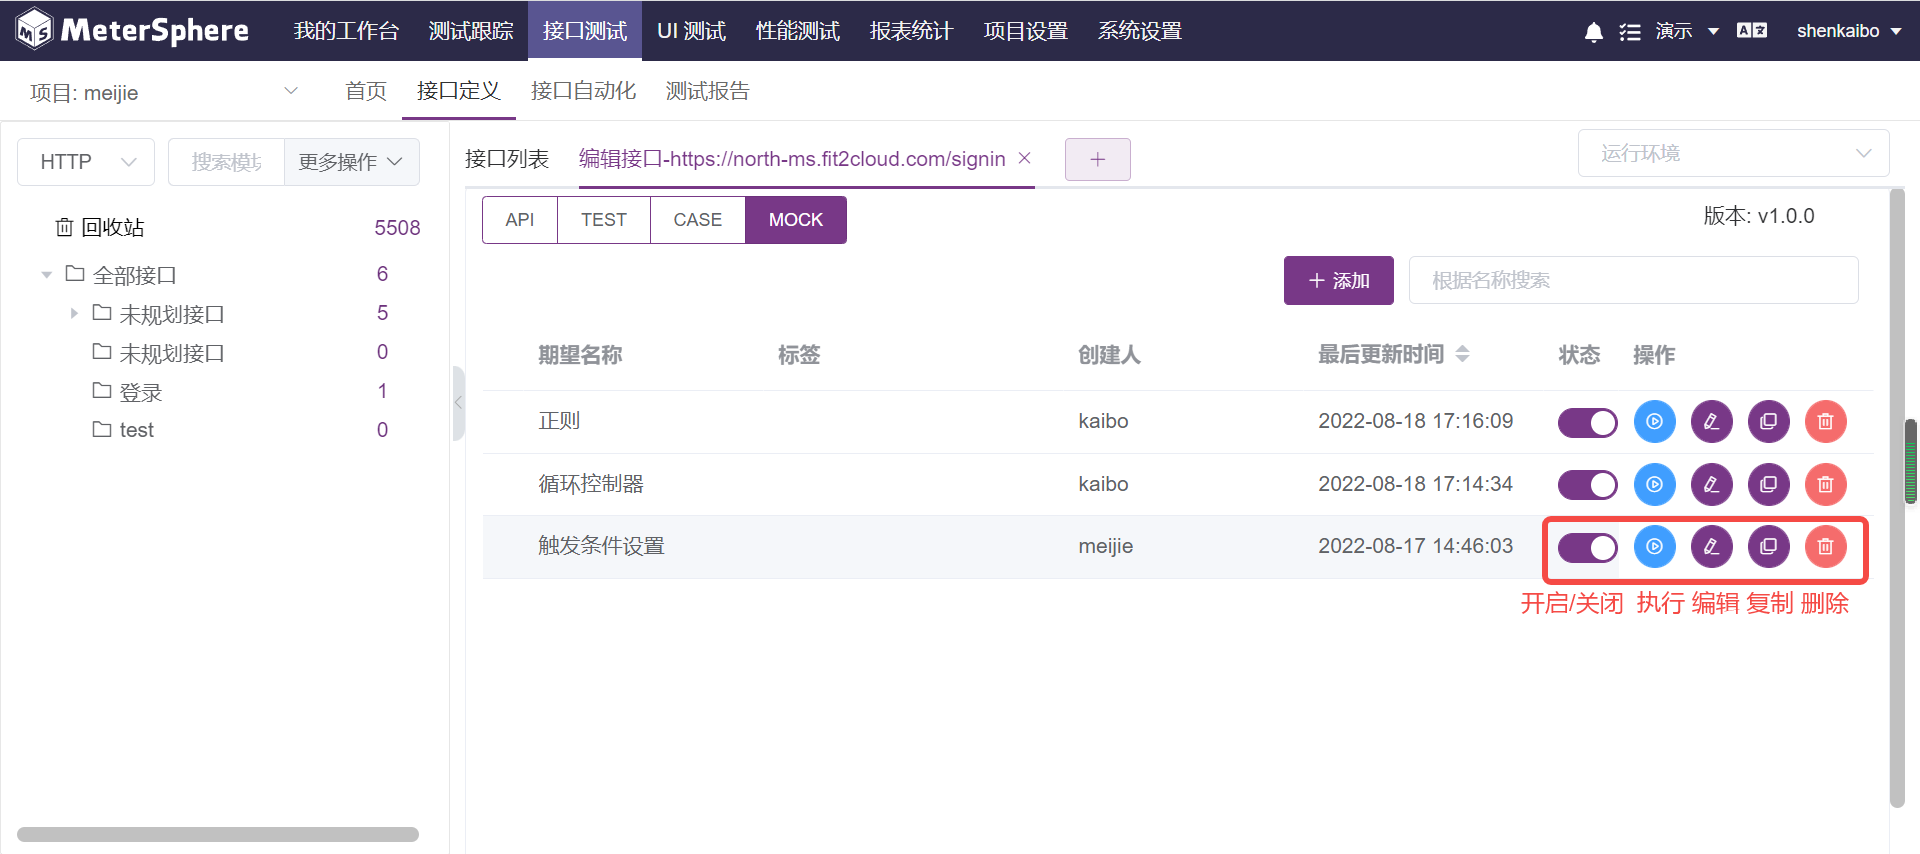 MS MeterSphere 我的工作台 测试跟踪 接口测试 UI 测试 性能测试 报表统计 项目设置 系统设置 演示 shenkaibo
项目: meijie 首页 接口定义 接口自动化 测试报告
HTTP 搜索模块 更多操作 接口列表 编辑接口-https://north-ms.fit2cloud.com/signin 运行环境
API TEST CASE MOCK 版本: v1.0.0
回收站 5508
全部接口 6
添加 根据名称搜索
未规划接口 5
未规划接口 0
登录 1
test 0
期望名称 标签 创建人 最后更新时间 状态 操作
正则 kaibo 2022-08-18 17:16:09
循环控制器 kaibo 2022-08-18 17:14:34
触发条件设置 meijie 2022-08-17 14:46:03
开启/关闭 执行 编辑 复制 删除